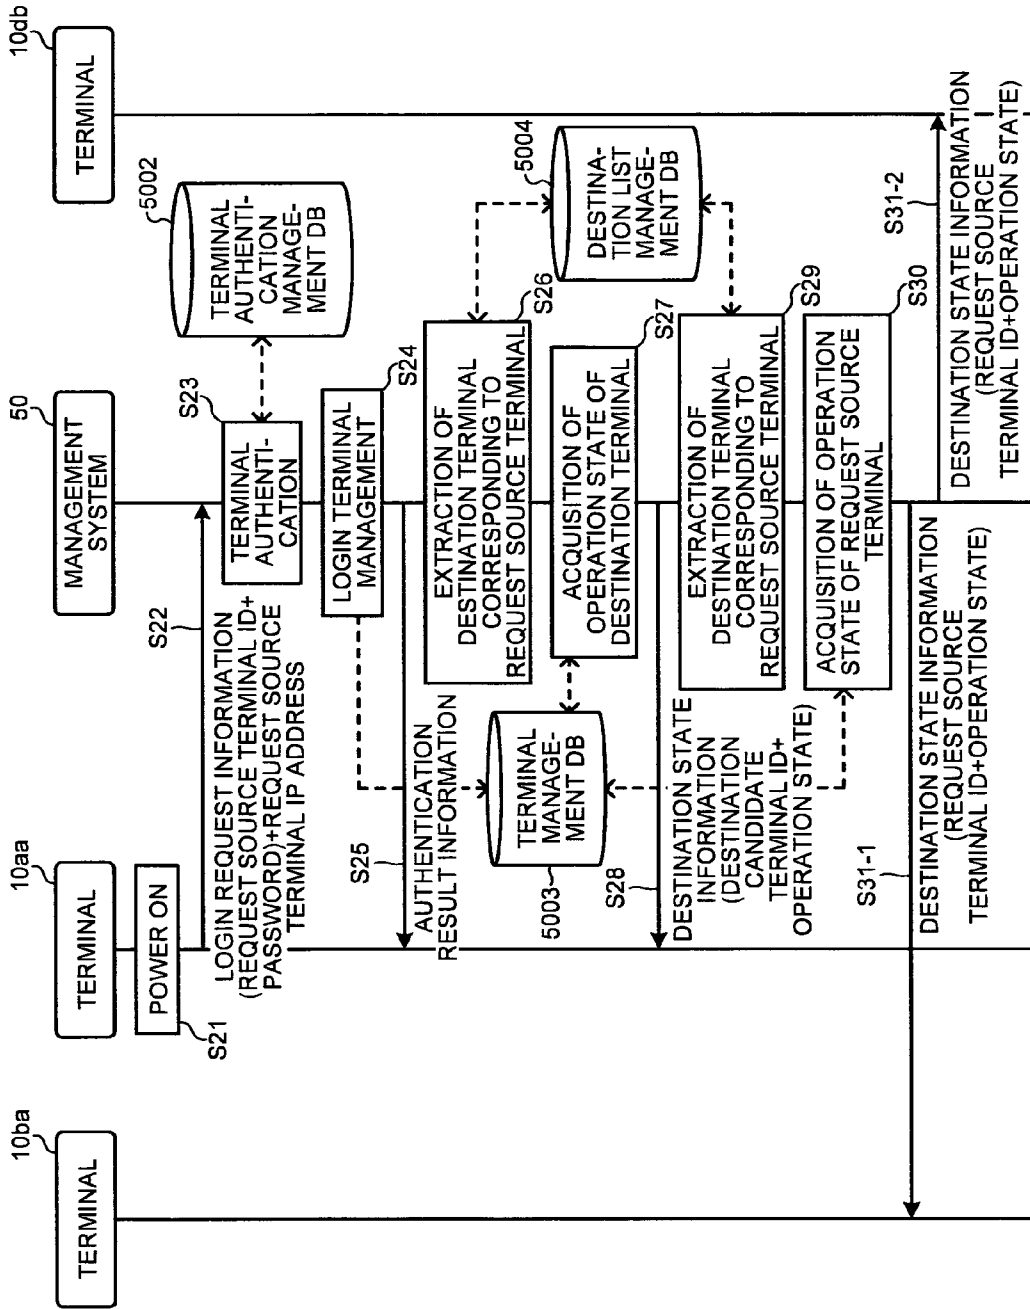 10ba
TERMINAL
10aa
TERMINAL
50
MANAGEMENT
SYSTEM
10db
TERMINAL
POWER ON
S21
S22
LOGIN REQUEST INFORMATION
(REQUEST SOURCE TERMINAL ID+
PASSWORD)+REQUEST SOURCE
TERMINAL IP ADDRESS
S23
TERMINAL
AUTHENTI-
CATION
5002
TERMINAL
AUTHENTI-
CATION
MANAGE-
MENT DB
S24
LOGIN TERMINAL
MANAGEMENT
S25
AUTHENTICATION
RESULT INFORMATION
S26
EXTRACTION OF
DESTINATION TERMINAL
CORRESPONDING TO
REQUEST SOURCE TERMINAL
5004
DESTINA-
TION LIST
MANAGE-
MENT DB
5003
TERMINAL
MANAGE-
MENT DB
S27
ACQUISITION OF
OPERATION STATE OF
DESTINATION TERMINAL
S28
DESTINATION STATE
INFORMATION
(DESTINATION
CANDIDATE
TERMINAL ID+
OPERATION STATE)
S29
EXTRACTION OF
DESTINATION TERMINAL
CORRESPONDING TO
REQUEST SOURCE TERMINAL
S30
ACQUISITION OF OPERATION
STATE OF REQUEST SOURCE
TERMINAL
S31-1
DESTINATION STATE INFORMATION
(REQUEST SOURCE
TERMINAL ID+OPERATION STATE)
S31-2
DESTINATION STATE INFORMATION
(REQUEST SOURCE
TERMINAL ID+OPERATION STATE)